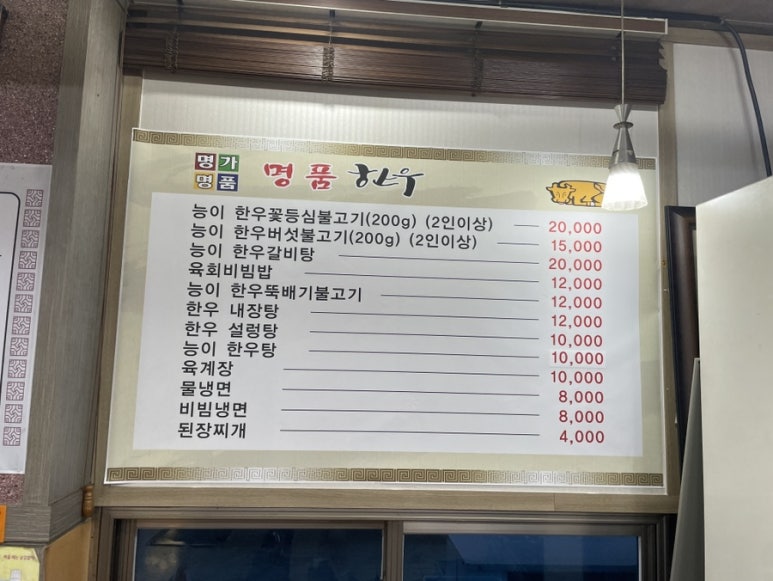 명가
명품
명품 한우
능이 한우꽃등심불고기(200g) (2인이상) 20,000
능이 한우버섯불고기(200g) (2인이상) 15,000
능이 한우갈비탕 20,000
육회비빔밥 12,000
능이 한우뚝배기불고기 12,000
한우 내장탕 12,000
한우 설렁탕 10,000
능이 한우탕 10,000
육계장 10,000
물냉면 8,000
비빔냉면 8,000
된장찌개 4,000